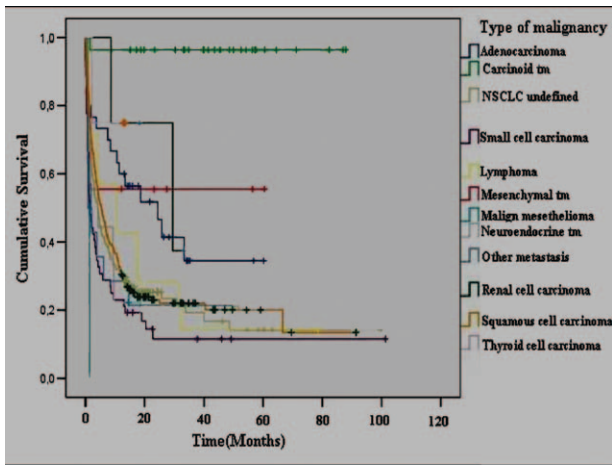 Type of malignancy
Adenocarcinoma
Carcinoid tm
NSCLC undefined
Small cell carcinoma
Lymphoma
Mesenchymal tm
Malign mesethelioma
Neuroendocrine tm
Other metastasis
Renal cell carcinoma
Squamous cell carcinoma
Thyroid cell carcinoma
Cumulative Survival
1,0
0,8
0,6
0,4
0,2
0,0
0
20
40
60
80
100
120
Time(Months)